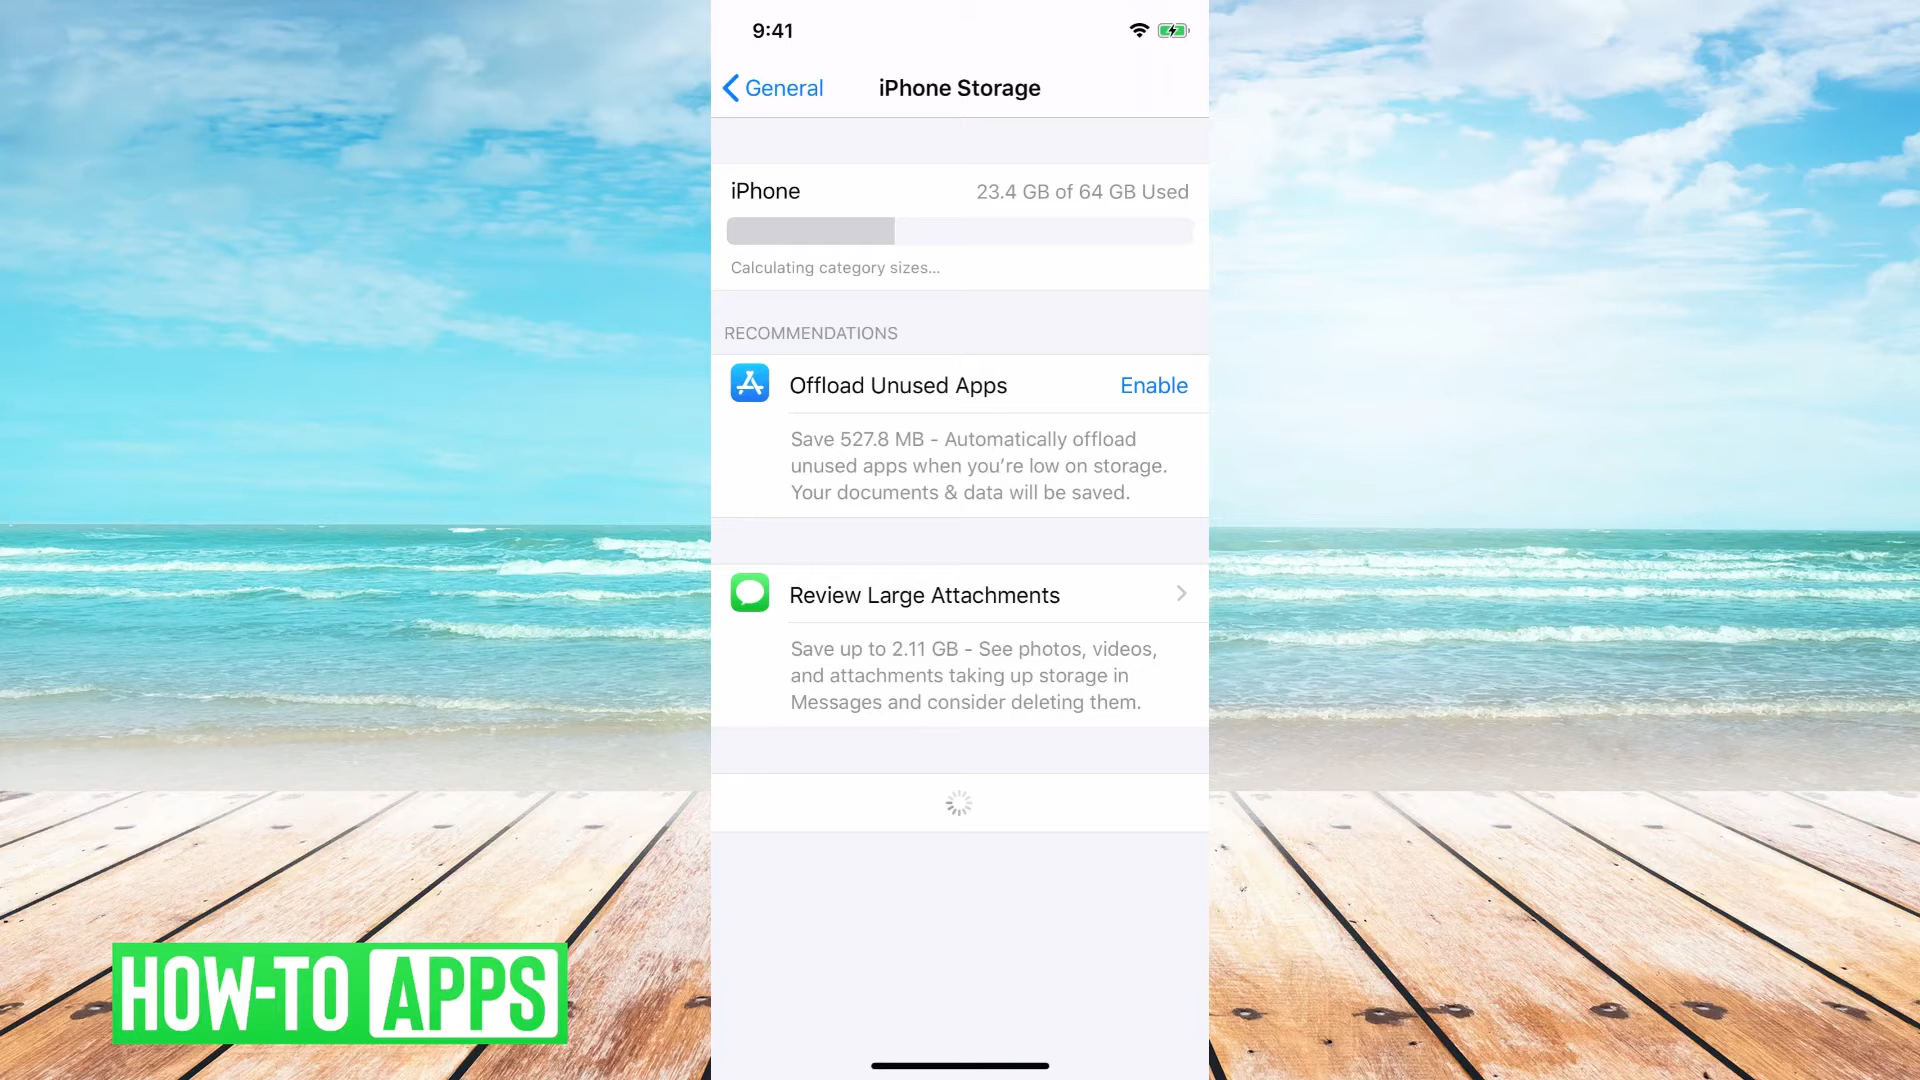 9:41
General
iPhone Storage
iPhone
23.4 GB of 64 GB Used
Calculating category sizes...
RECOMMENDATIONS
Offload Unused Apps
Enable
Save 527.8 MB - Automatically offload
unused apps when you’re low on storage.
Your documents & data will be saved.
Review Large Attachments
Save up to 2.11 GB - See photos, videos,
and attachments taking up storage in
Messages and consider deleting them.
HOW-TO APPS